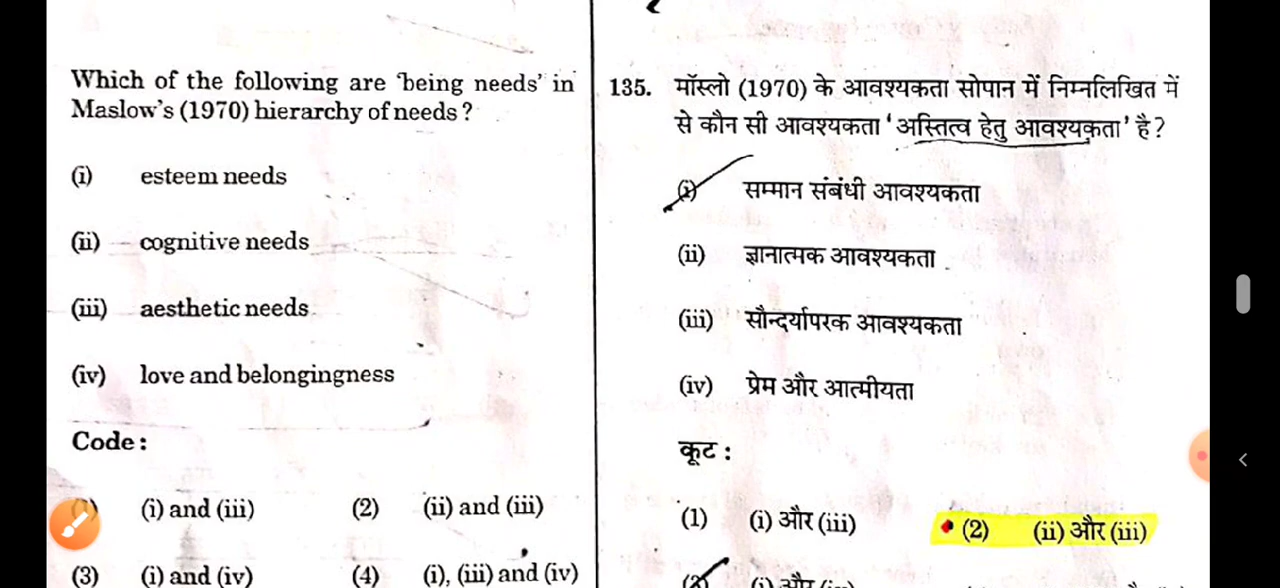 Which of the following are ‘being needs’ in
Maslow’s (1970) hierarchy of needs ?
(i) esteem needs
(ii) cognitive needs
(iii) aesthetic needs
(iv) love and belongingness
Code :
(1) (i) and (iii) (2) (ii) and (iii)
(3) (i) and (iv) (4) (i), (iii) and (iv)
135. मॉस्लो (1970) के आवश्यकता सोपान में निम्नलिखित में
से कौन सी आवश्यकता ‘अस्तित्व हेतु आवश्यकता’ है ?
(i) सम्मान संबंधी आवश्यकता
(ii) ज्ञानात्मक आवश्यकता
(iii) सौन्दर्यापरक आवश्यकता
(iv) प्रेम और आत्मीयता
कूट :
(1) (i) और (iii) (2) (ii) और (iii)
(i) और